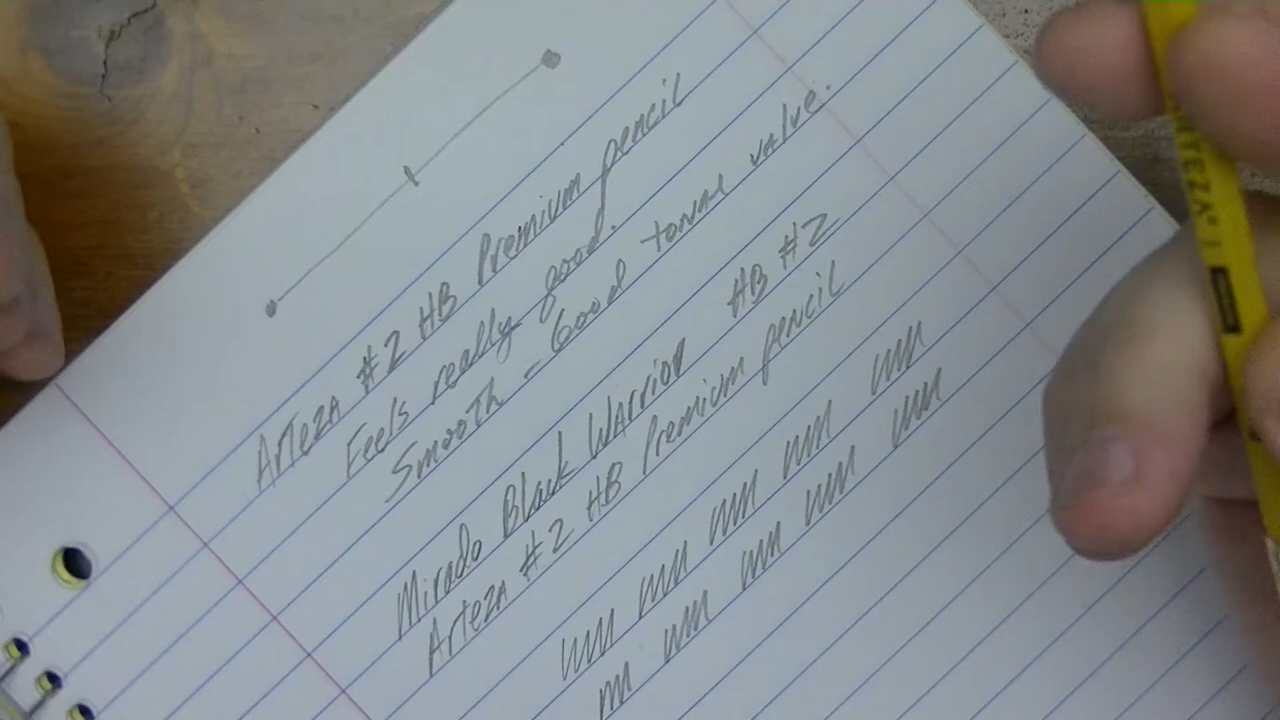 Arteza #2 HB Premium pencil
Feels really good.
Smooth - Good tonal value.
Mirado Black Warrior HB #2
Arteza #2 HB Premium pencil
TEZA